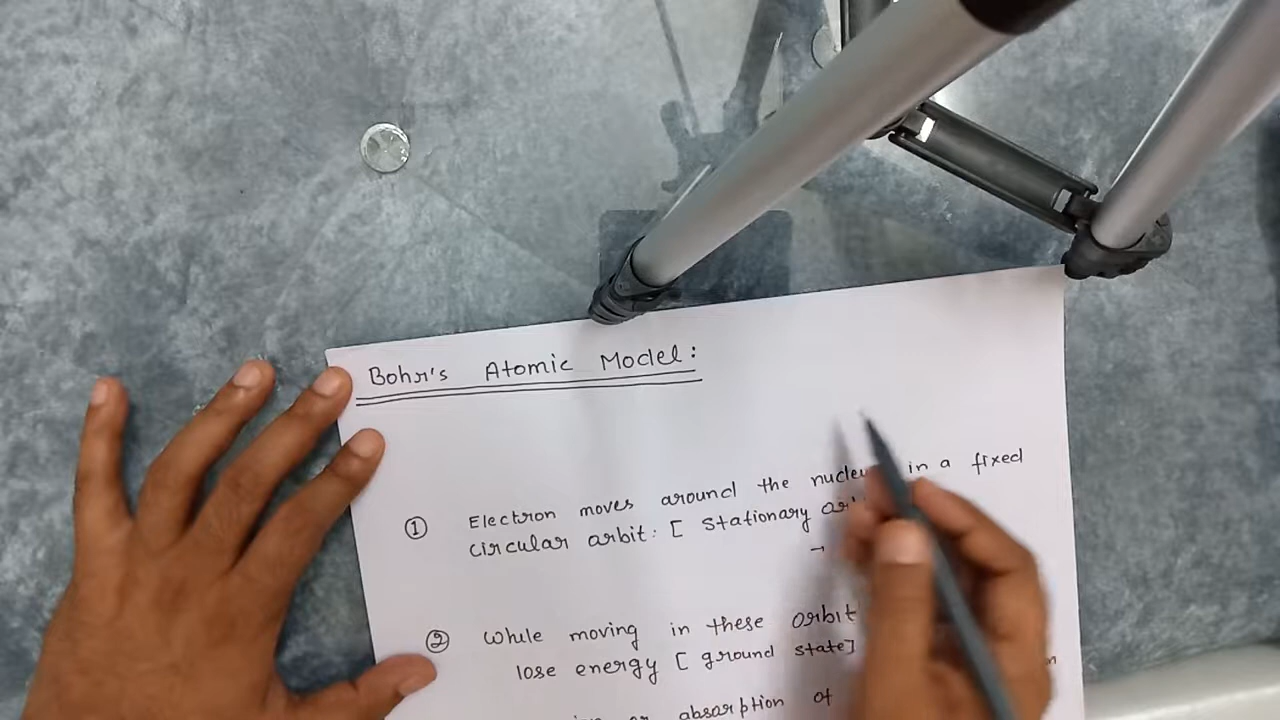 Bohr's Atomic Model:
① Electron moves around the in a fixed
circular orbit: [ Stationary
② While moving in these orbit
lose energy [ ground state]
or absorption of